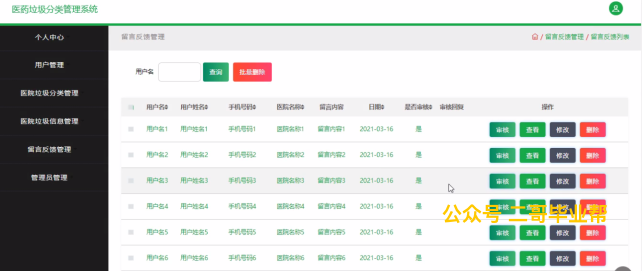 医药垃圾分类管理系统
个人中心
用户管理
医院垃圾分类管理
医院垃圾信息管理
留言反馈管理
管理员管理
留言反馈管理
/ 留言反馈管理 / 留言反馈列表
用户名 查询 批量删除
用户名 用户姓名 手机号码 医院名称 留言内容 日期 是否审核 审核回复 操作
用户名1 用户姓名1 手机号码1 医院名称1 留言内容1 2021-03-16 是 审核 查看 修改 删除
用户名2 用户姓名2 手机号码2 医院名称2 留言内容2 2021-03-16 是 审核 查看 修改 删除
用户名3 用户姓名3 手机号码3 医院名称3 留言内容3 2021-03-16 是 审核 查看 修改 删除
用户名4 用户姓名4 手机号码4 医院名称4 留言内容4 2021-03-16 是 审核 查看 修改 删除
公众号 二哥毕业帮
用户名5 用户姓名5 手机号码5 医院名称5 留言内容5 2021-03-16 是 审核 查看 修改 删除
用户名6 用户姓名6 手机号码6 医院名称6 留言内容6 2021-03-16 是 审核 查看 修改 删除